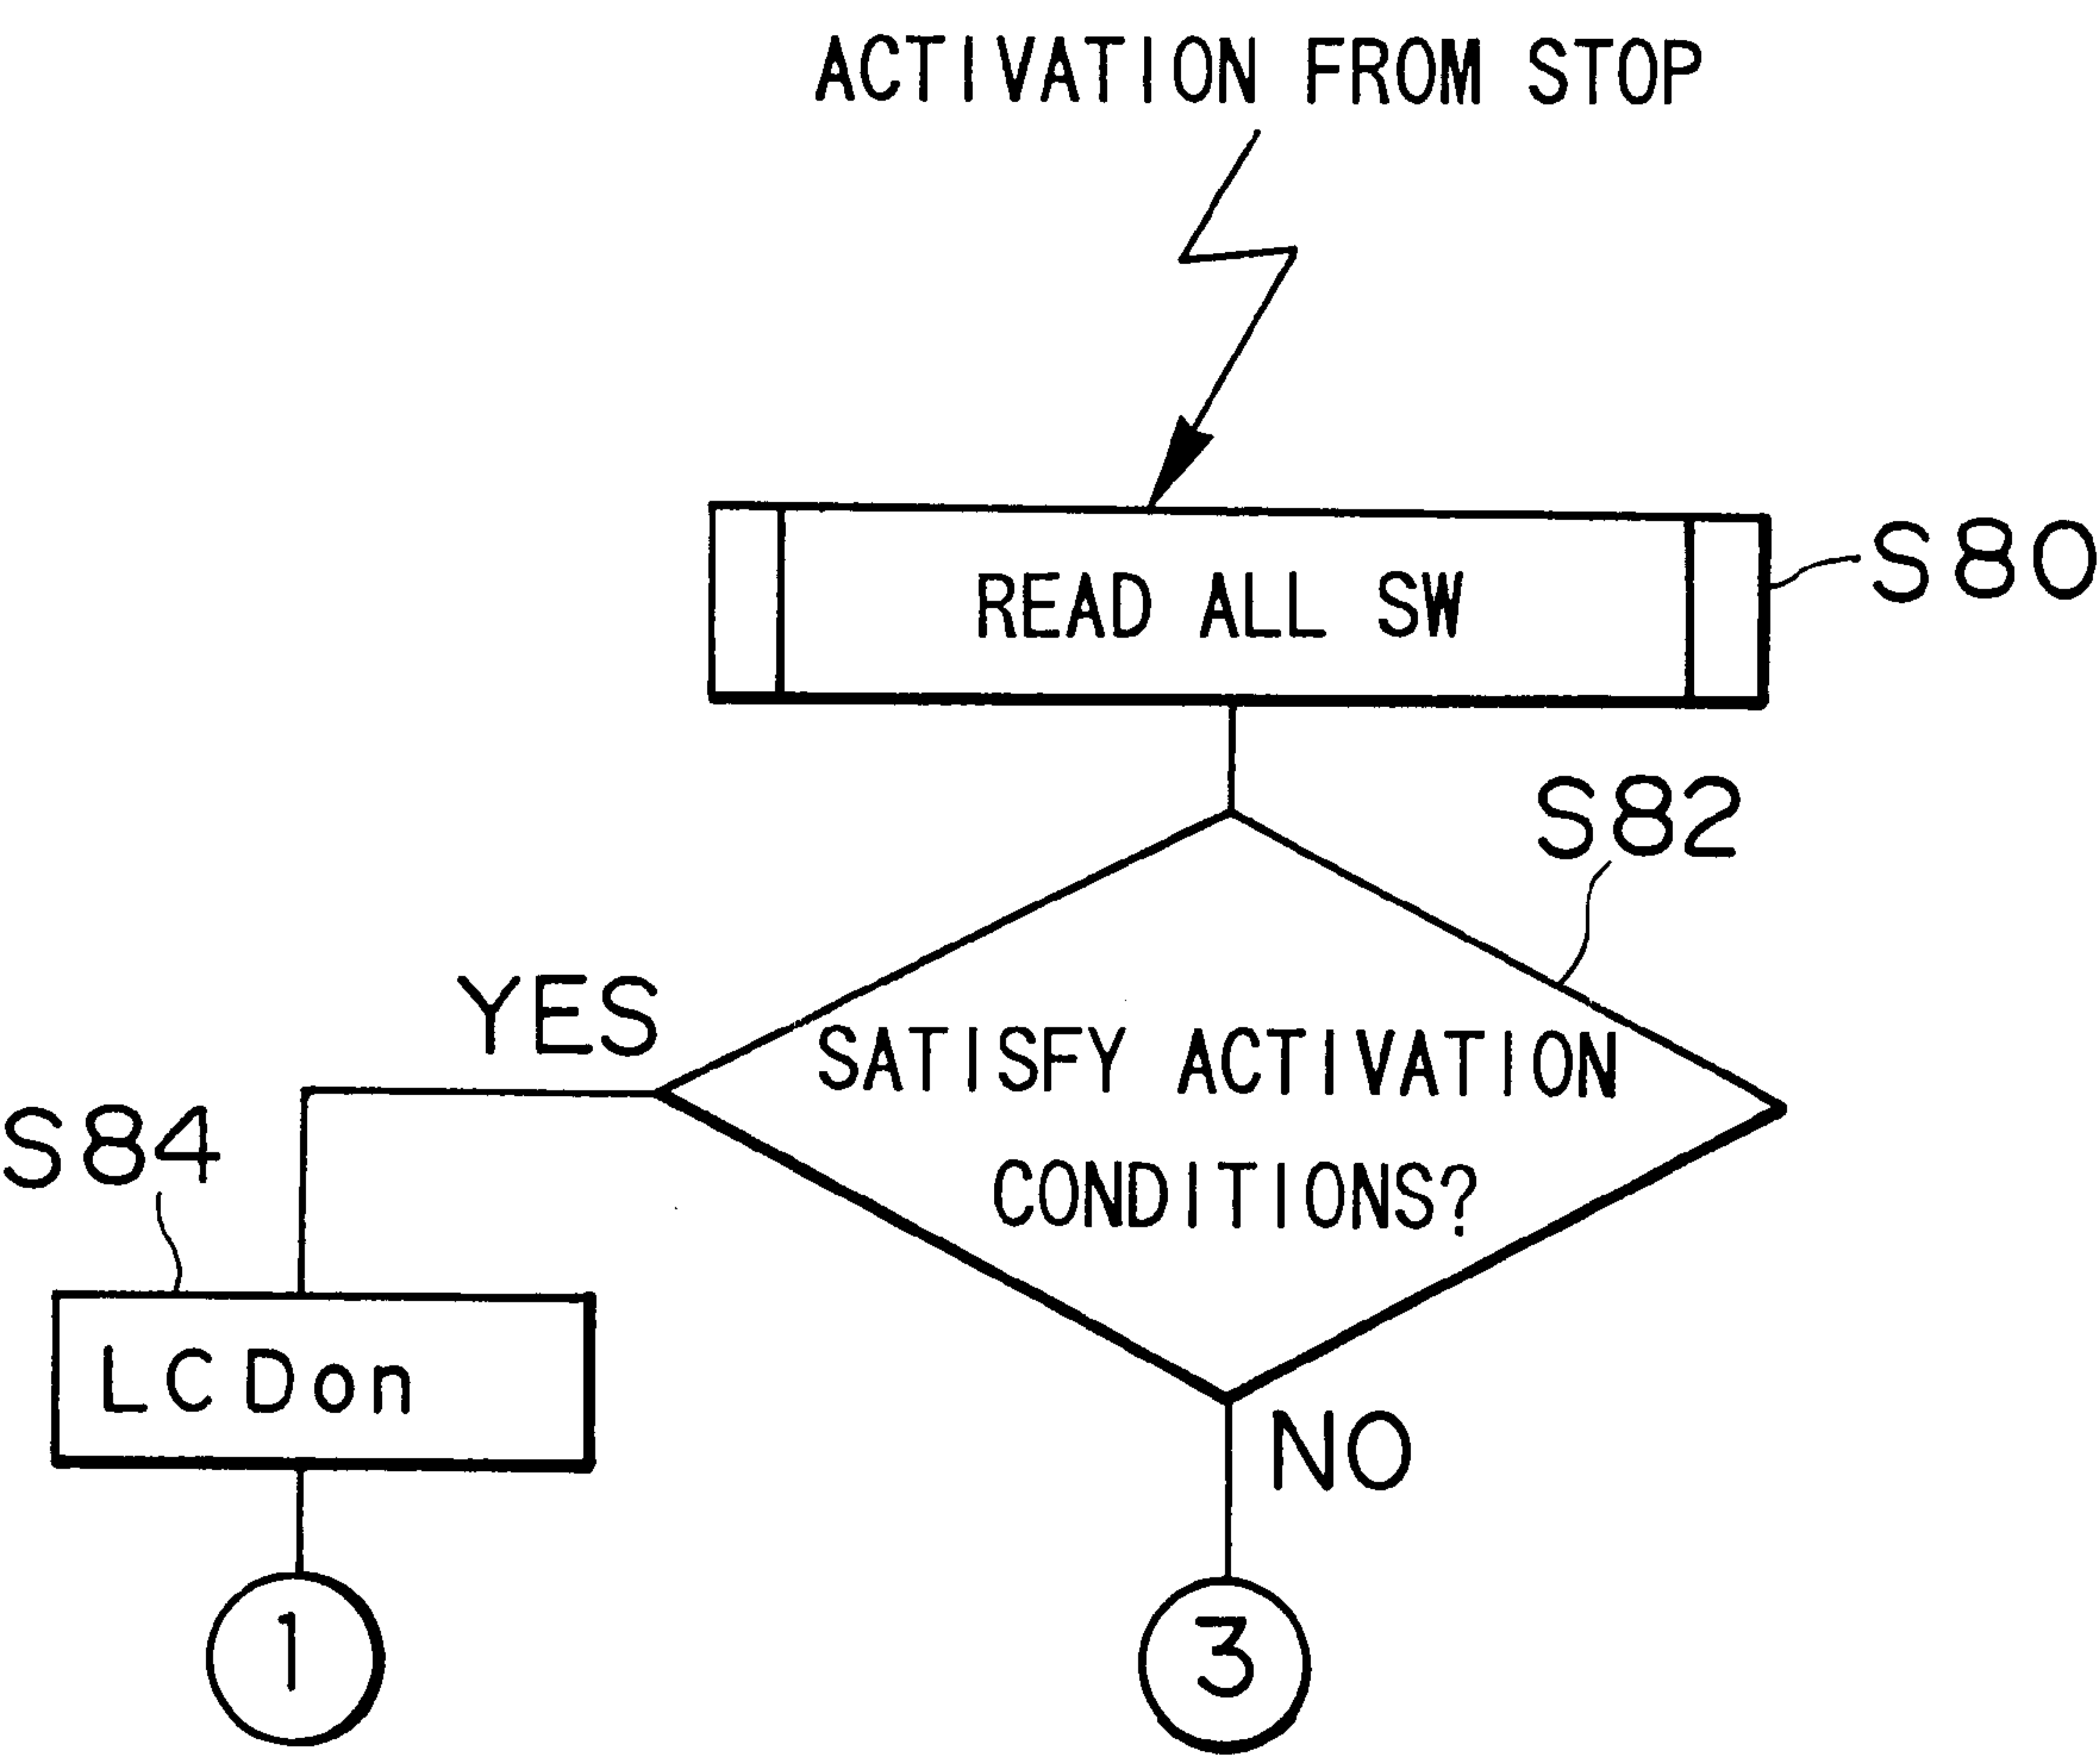 ACTIVATION FROM STOP
READ ALL SW
S80
S82
YES
SATISFY ACTIVATION
CONDITIONS?
S84
LCDon
NO
1
3